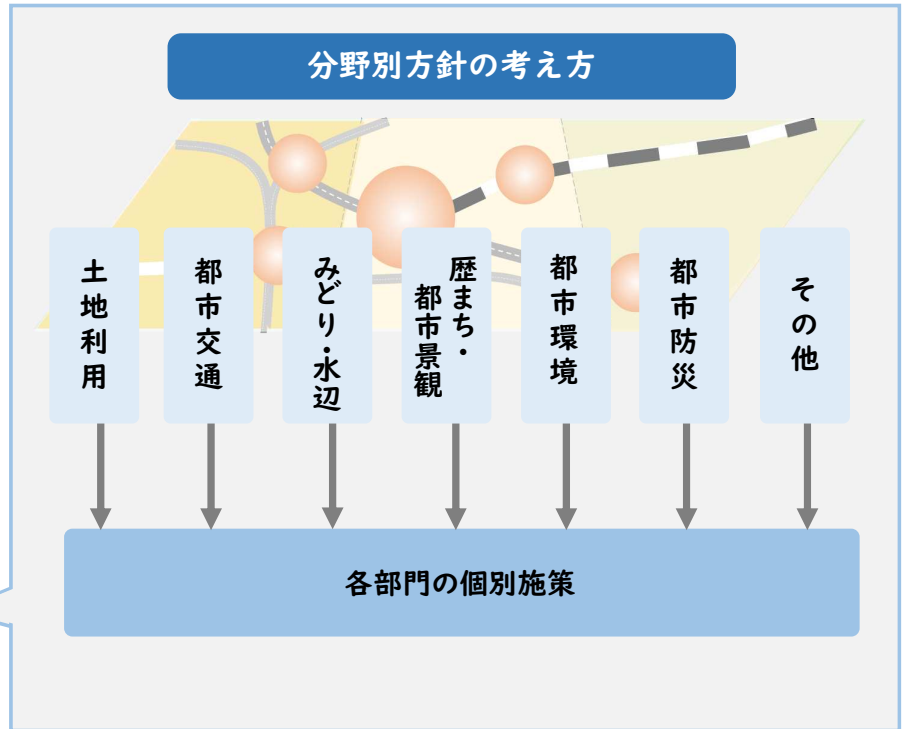 分野別方針の考え方
土地利用
都市交通
みどり・水辺
歴まち・
都市景観
都市環境
都市防災
その他
各部門の個別施策